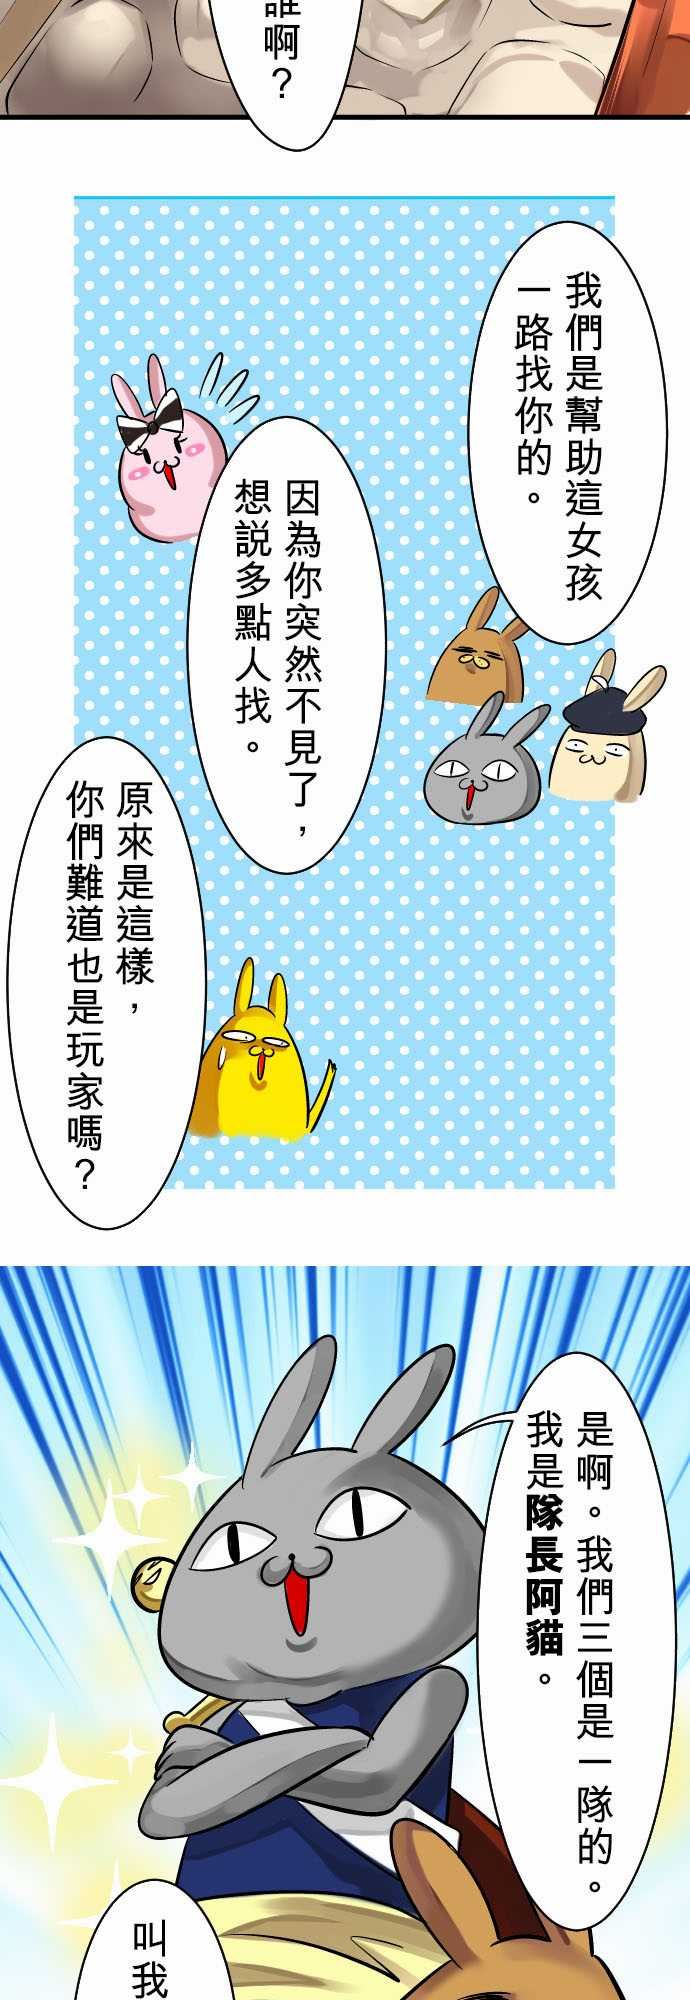 誰啊？
我們是幫助這女孩
一路找你的。
因為你突然不見了，
想說多點人找。
原來是這樣，
你們難道也是玩家嗎？
是啊。我們三個是一隊的。
我是隊長阿貓。
叫我